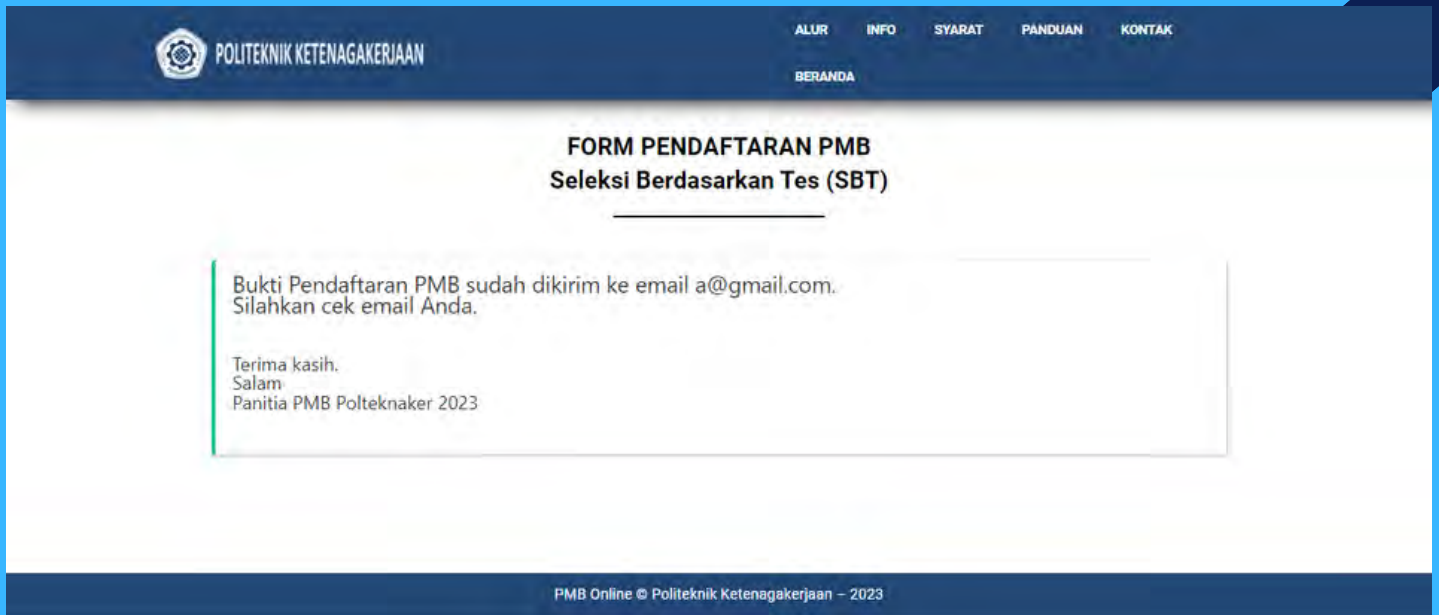 POLITEKNIK KETENAGAKERJAAN
ALUR INFO SYARAT PANDUAN KONTAK
BERANDA
FORM PENDAFTARAN PMB
Seleksi Berdasarkan Tes (SBT)
Bukti Pendaftaran PMB sudah dikirim ke email a@gmail.com.
Silahkan cek email Anda.
Terima kasih.
Salam
Panitia PMB Polteknaker 2023
PMB Online © Politeknik Ketenagakerjaan – 2023